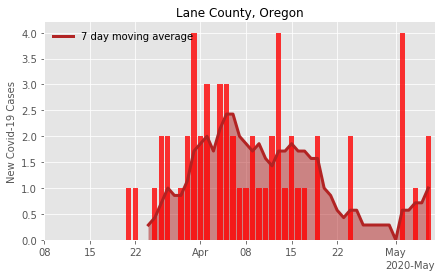 Lane County, Oregon
7 day moving average
New Covid-19 Cases
4.0
3.5
3.0
2.5
2.0
1.5
1.0
0.5
0.0
08 15 22 Apr 08 15 22 May
2020-May